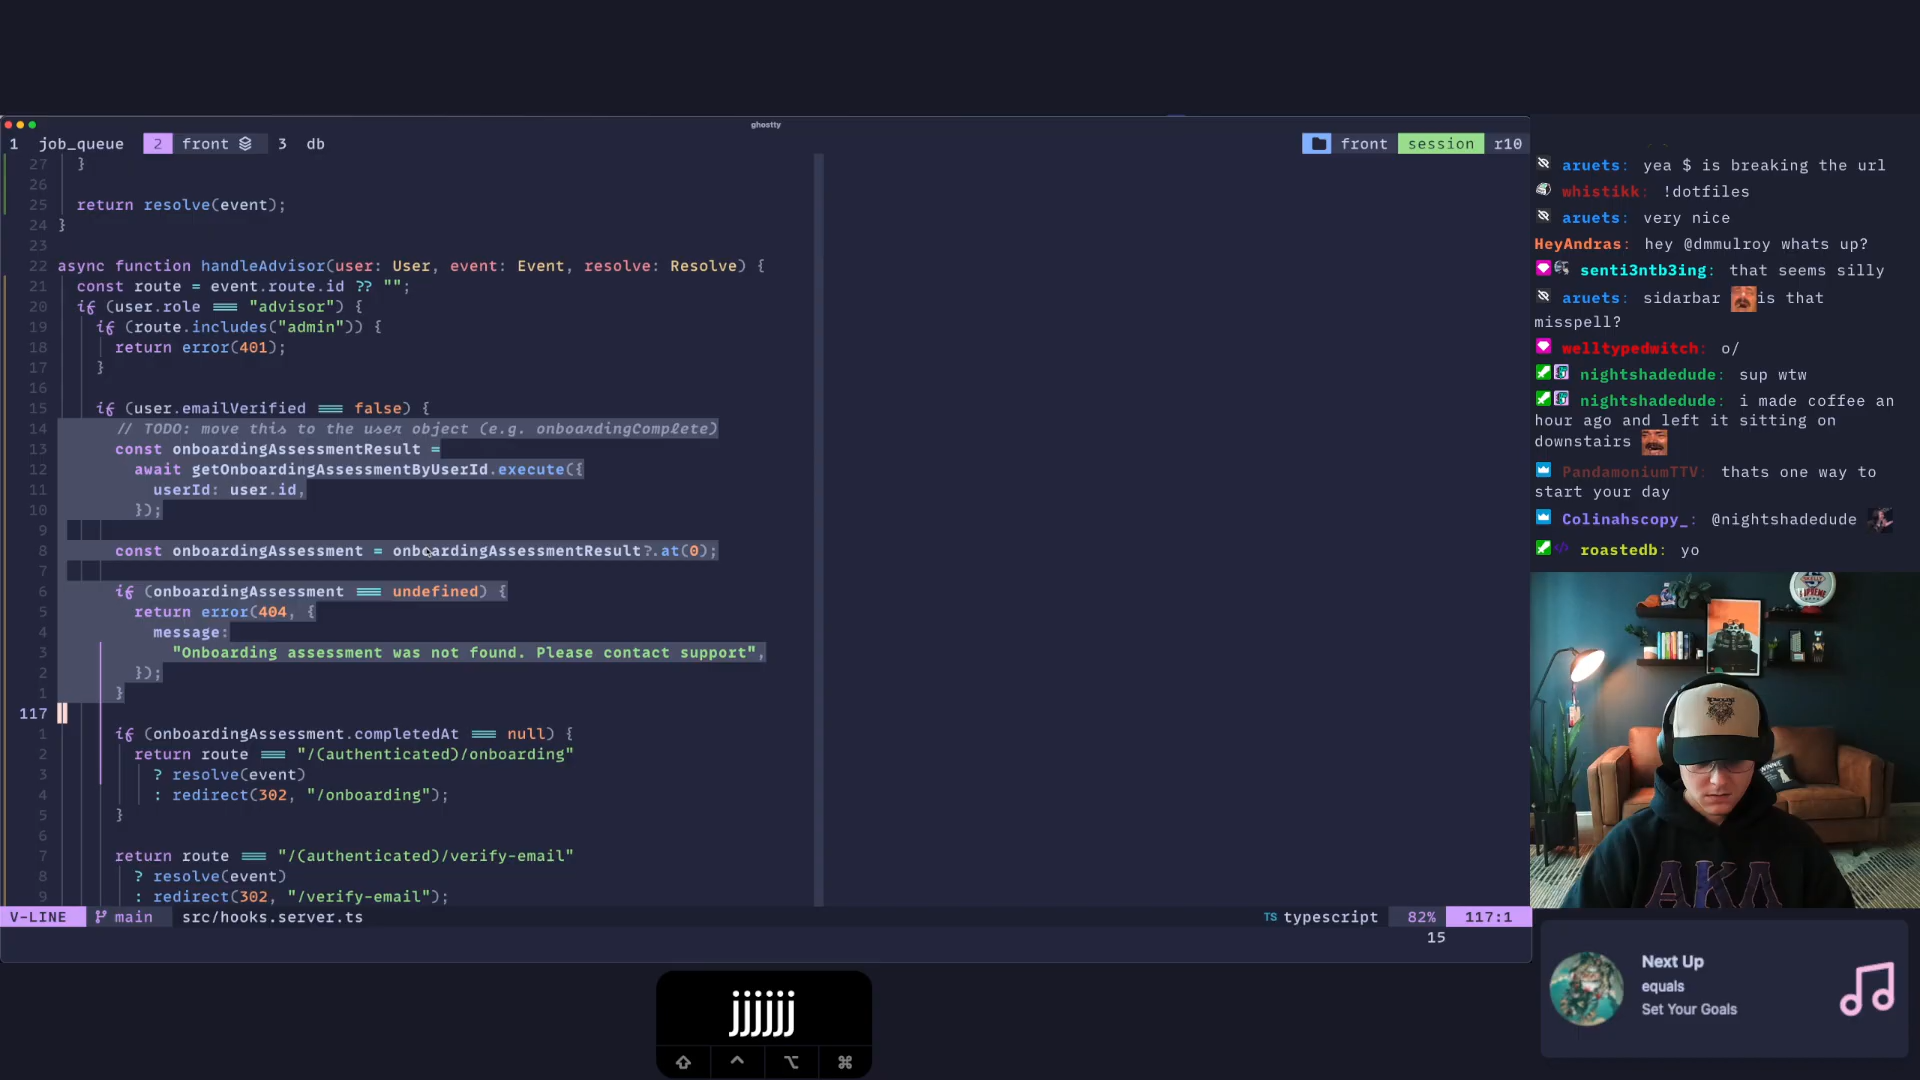 ghostty
1 job_queue 2 front 3 db
front session r10
27 }
26
25 return resolve(event);
24 }
23
22 async function handleAdvisor(user: User, event: Event, resolve: Resolve) {
21 const route = event.route.id ?? "";
20 if (user.role === "advisor") {
19 if (route.includes("admin")) {
18 return error(401);
17 }
16
15 if (user.emailVerified === false) {
14 // TODO: move this to the user object (e.g. onboardingComplete)
13 const onboardingAssessmentResult =
12 await getOnboardingAssessmentByUserId.execute({
11 userId: user.id,
10 });
9
8 const onboardingAssessment = onboardingAssessmentResult?.at(0);
7
6 if (onboardingAssessment === undefined) {
5 return error(404, {
4 message:
3 "Onboarding assessment was not found. Please contact support",
2 });
1 }
117
1 if (onboardingAssessment.completedAt === null) {
2 return route === "/(authenticated)/onboarding"
3 ? resolve(event)
4 : redirect(302, "/onboarding");
5 }
6
7 return route === "/(authenticated)/verify-email"
8 ? resolve(event)
9 : redirect(302, "/verify-email");
V-LINE main src/hooks.server.ts TS typescript 82% 117:1
15
jjjjjj
aruets: yea $ is breaking the url
whistikk: !dotfiles
aruets: very nice
HeyAndras: hey @dmmulroy whats up?
senti3ntb3ing: that seems silly
aruets: sidarbar is that
misspell?
welltypedwitch: o/
nightshadedude: sup wtw
nightshadedude: i made coffee an
hour ago and left it sitting on
downstairs
PandamoniumTTV: thats one way to
start your day
Colinahscopy_: @nightshadedude
roastedb: yo
SUPREME
WINNIE
ΑΚΛ
Next Up
equals
Set Your Goals